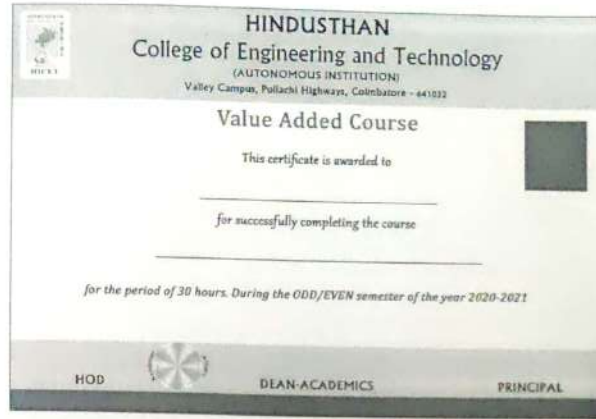 HINDUSTHAN
College of Engineering and Technology
(AUTONOMOUS INSTITUTION)
Valley Campus, Pollachi Highways, Coimbatore - 641032
Value Added Course
This certificate is awarded to
for successfully completing the course
for the period of 30 hours. During the ODD/EVEN semester of the year 2020-2021
HOD
DEAN-ACADEMICS
PRINCIPAL